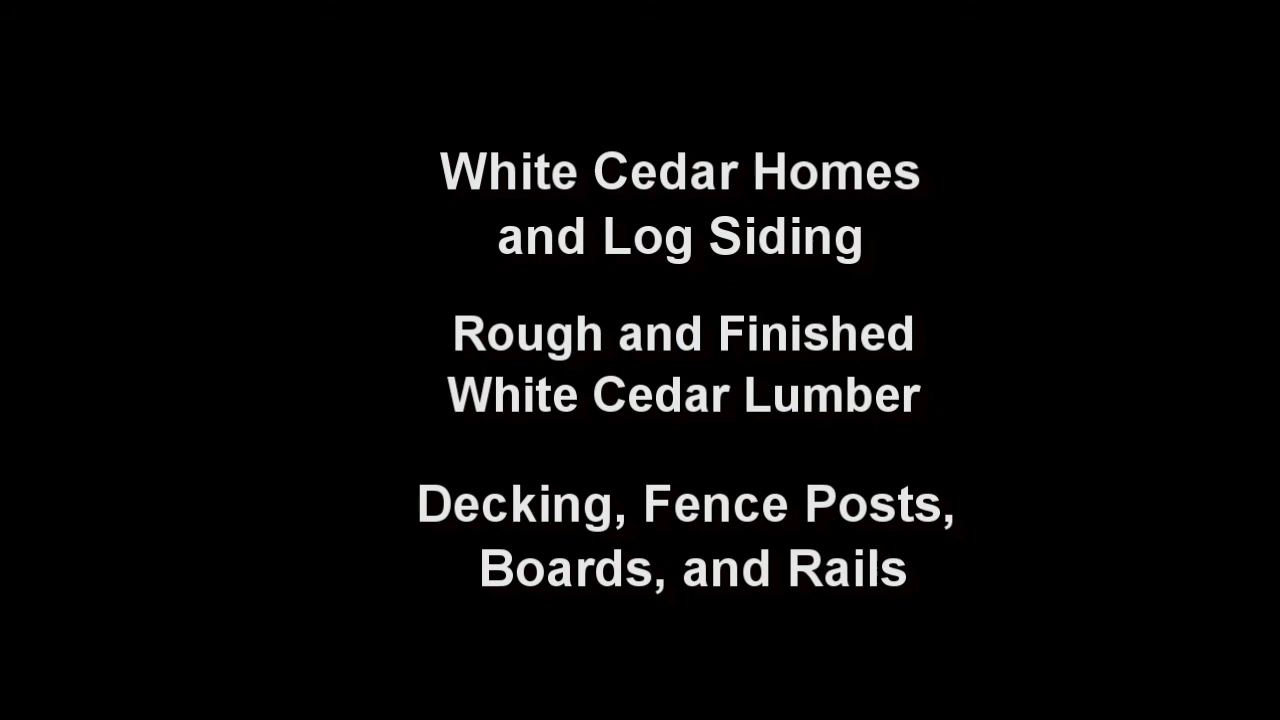 White Cedar Homes
and Log Siding
Rough and Finished
White Cedar Lumber
Decking, Fence Posts,
Boards, and Rails